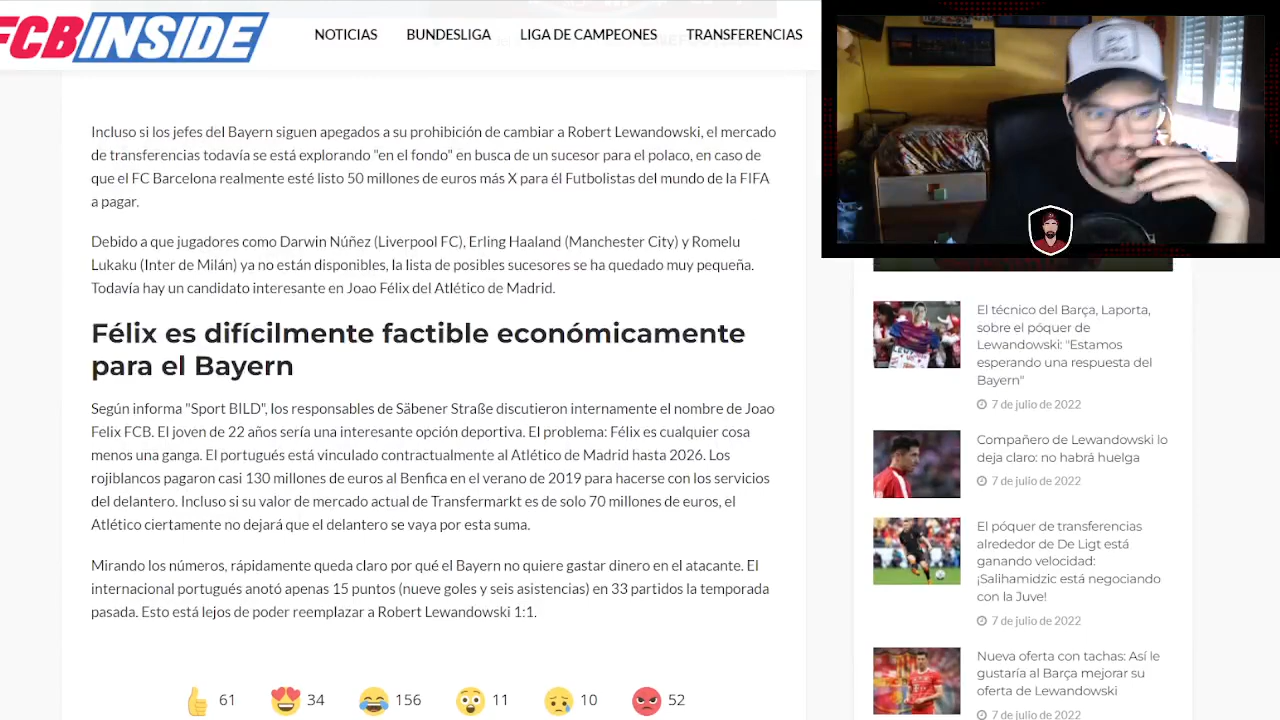 FCBINSIDE
NOTICIAS BUNDESLIGA LIGA DE CAMPEONES TRANSFERENCIAS
Incluso si los jefes del Bayern siguen apegados a su prohibición de cambiar a Robert Lewandowski, el mercado
de transferencias todavía se está explorando "en el fondo" en busca de un sucesor para el polaco, en caso de
que el FC Barcelona realmente esté listo 50 millones de euros más X para él Futbolistas del mundo de la FIFA
a pagar.
Debido a que jugadores como Darwin Núñez (Liverpool FC), Erling Haaland (Manchester City) y Romelu
Lukaku (Inter de Milán) ya no están disponibles, la lista de posibles sucesores se ha quedado muy pequeña.
Todavía hay un candidato interesante en Joao Félix del Atlético de Madrid.
Félix es difícilmente factible económicamente
para el Bayern
Según informa "Sport BILD", los responsables de Säbener Straße discutieron internamente el nombre de Joao
Felix FCB. El joven de 22 años sería una interesante opción deportiva. El problema: Félix es cualquier cosa
menos una ganga. El portugués está vinculado contractualmente al Atlético de Madrid hasta 2026. Los
rojiblancos pagaron casi 130 millones de euros al Benfica en el verano de 2019 para hacerse con los servicios
del delantero. Incluso si su valor de mercado actual de Transfermarkt es de solo 70 millones de euros, el
Atlético ciertamente no dejará que el delantero se vaya por esta suma.
Mirando los números, rápidamente queda claro por qué el Bayern no quiere gastar dinero en el atacante. El
internacional portugués anotó apenas 15 puntos (nueve goles y seis asistencias) en 33 partidos la temporada
pasada. Esto está lejos de poder reemplazar a Robert Lewandowski 1:1.
61 34 156 11 10 52
El técnico del Barça, Laporta,
sobre el póquer de
Lewandowski: "Estamos
esperando una respuesta del
Bayern"
7 de julio de 2022
Compañero de Lewandowski lo
deja claro: no habrá huelga
7 de julio de 2022
El póquer de transferencias
alrededor de De Ligt está
ganando velocidad:
¡Salihamidzic está negociando
con la Juve!
7 de julio de 2022
Nueva oferta con tachas: Así le
gustaría al Barça mejorar su
oferta de Lewandowski
7 de julio de 2022